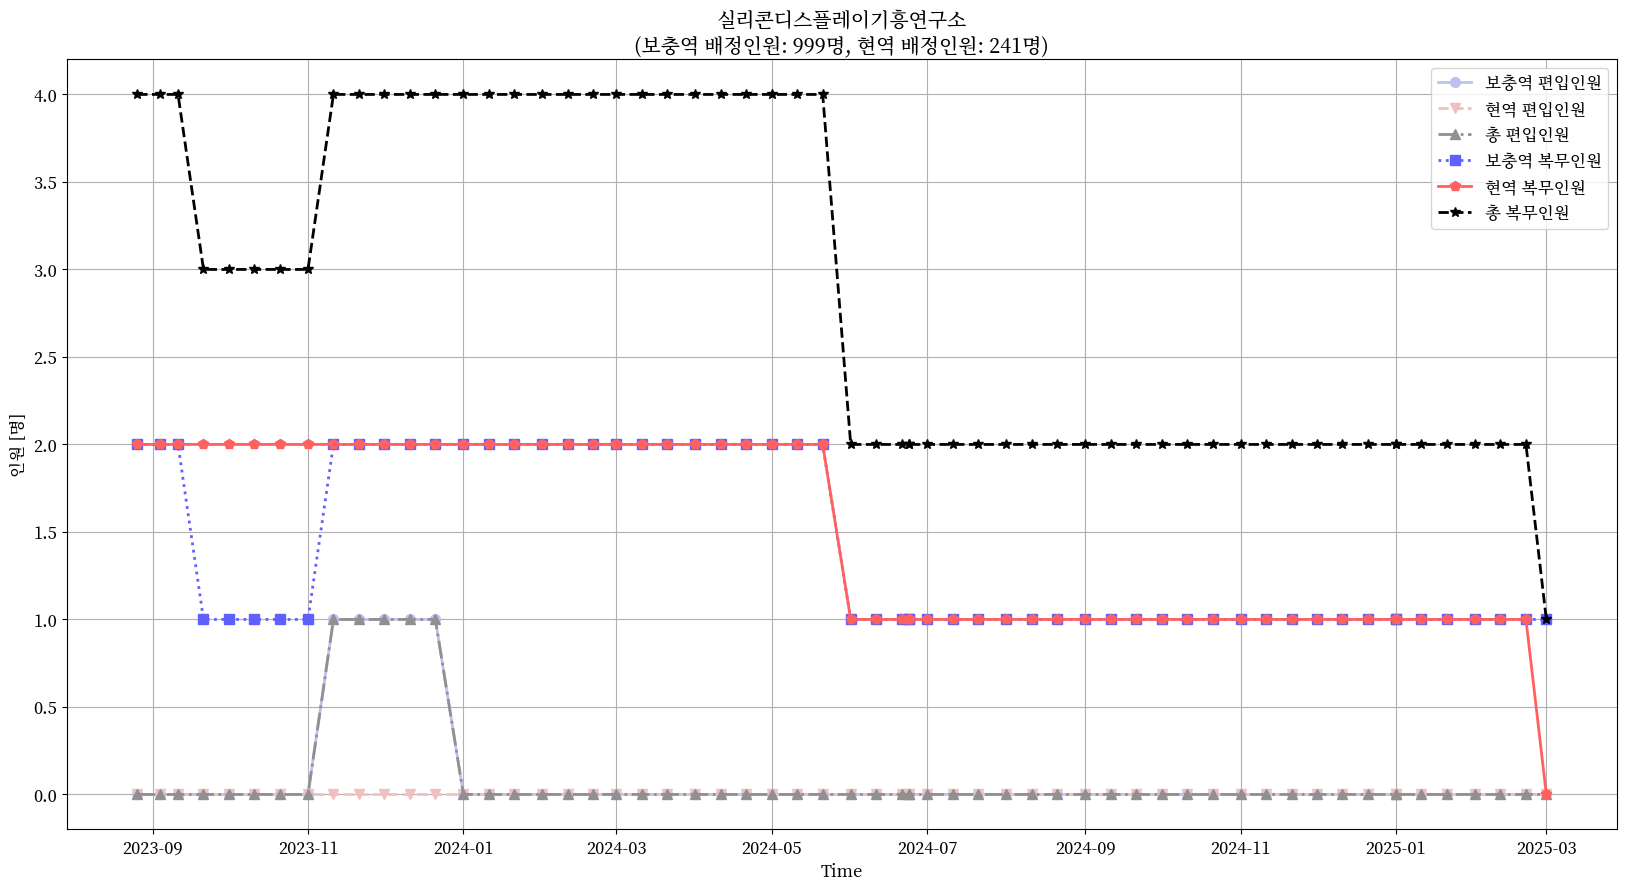 실리콘디스플레이기흥연구소
(보충역 배정인원: 999명, 현역 배정인원: 241명)
보충역 편입인원
현역 편입인원
총 편입인원
보충역 복무인원
현역 복무인원
총 복무인원
4.0
3.5
3.0
2.5
2.0
1.5
1.0
0.5
0.0
인원 [명]
2023-09 2023-11 2024-01 2024-03 2024-05 2024-07 2024-09 2024-11 2025-01 2025-03
Time